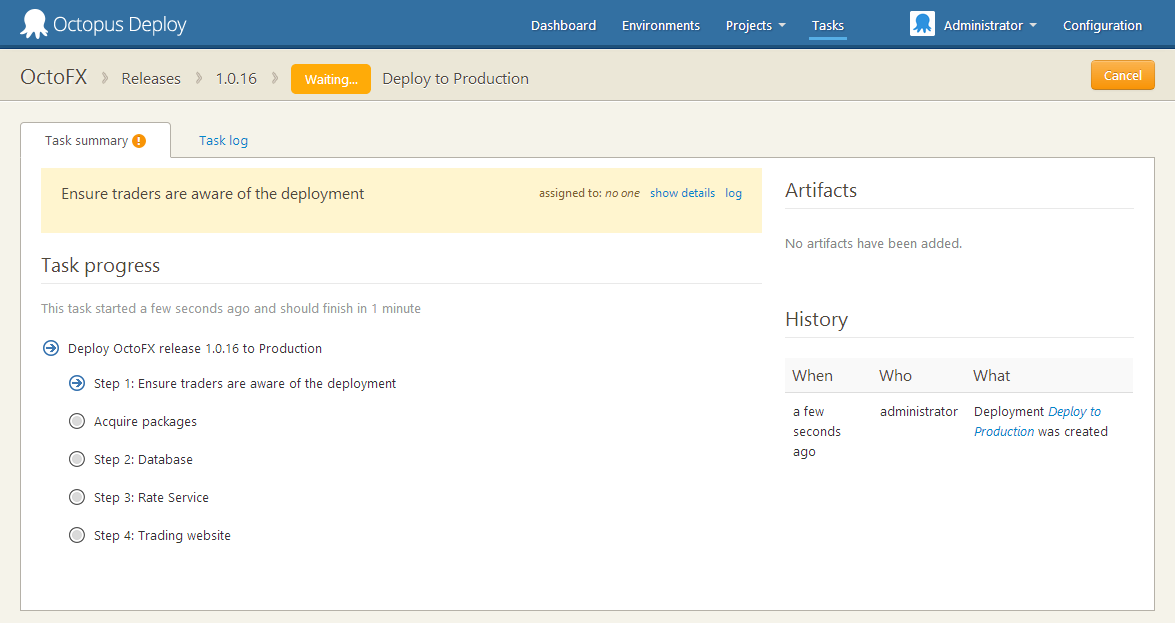 Octopus Deploy
Dashboard Environments Projects Tasks Administrator Configuration
OctoFX Releases 1.0.16 Waiting... Deploy to Production Cancel
Task summary ! Task log
Ensure traders are aware of the deployment assigned to: no one show details log
Task progress
This task started a few seconds ago and should finish in 1 minute
Deploy OctoFX release 1.0.16 to Production
Step 1: Ensure traders are aware of the deployment
Acquire packages
Step 2: Database
Step 3: Rate Service
Step 4: Trading website
Artifacts
No artifacts have been added.
History
When Who What
a few administrator Deployment Deploy to
seconds Production was created
ago